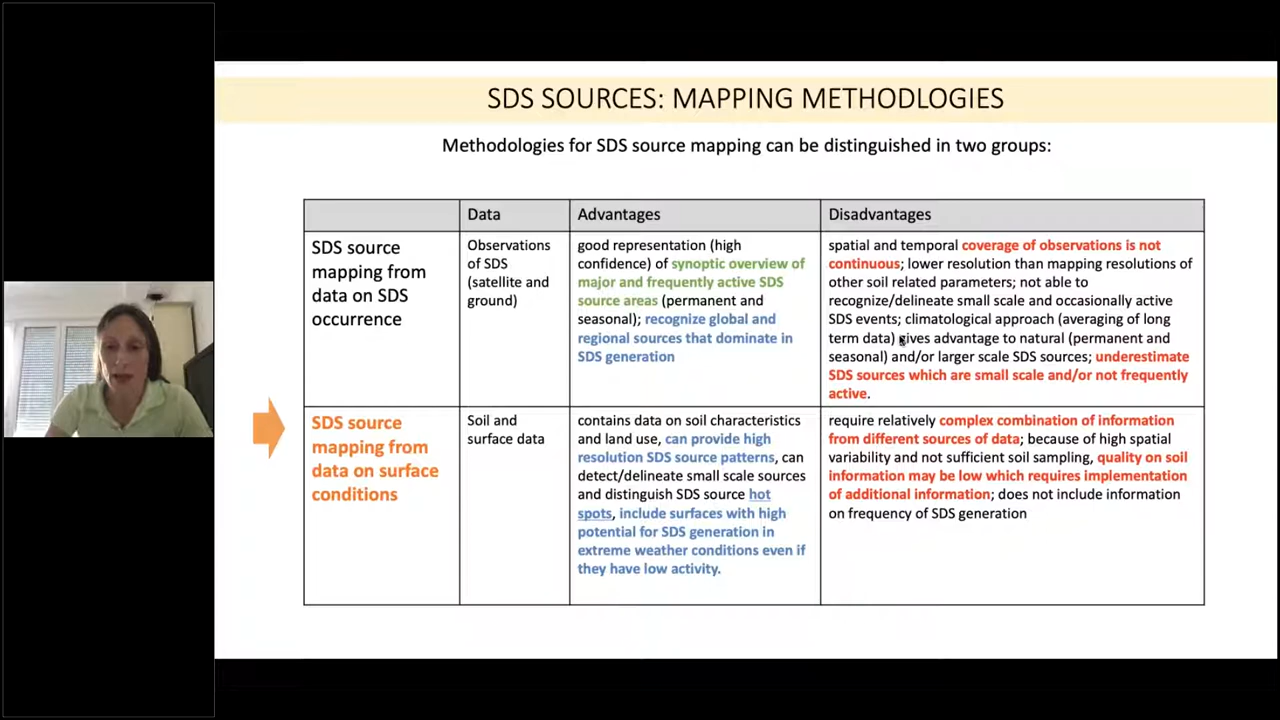 SDS SOURCES: MAPPING METHODLOGIES
Methodologies for SDS source mapping can be distinguished in two groups:
Data
Advantages
Disadvantages
SDS source
mapping from
data on SDS
occurrence
Observations
of SDS
(satellite and
ground)
good representation (high
confidence) of synoptic overview of
major and frequently active SDS
source areas (permanent and
seasonal); recognize global and
regional sources that dominate in
SDS generation
spatial and temporal coverage of observations is not
continuous; lower resolution than mapping resolutions of
other soil related parameters; not able to
recognize/delineate small scale and occasionally active
SDS events; climatological approach (averaging of long
term data) gives advantage to natural (permanent and
seasonal) and/or larger scale SDS sources; underestimate
SDS sources which are small scale and/or not frequently
active.
SDS source
mapping from
data on surface
conditions
Soil and
surface data
contains data on soil characteristics
and land use, can provide high
resolution SDS source patterns, can
detect/delineate small scale sources
and distinguish SDS source hot
spots, include surfaces with high
potential for SDS generation in
extreme weather conditions even if
they have low activity.
require relatively complex combination of information
from different sources of data; because of high spatial
variability and not sufficient soil sampling, quality on soil
information may be low which requires implementation
of additional information; does not include information
on frequency of SDS generation